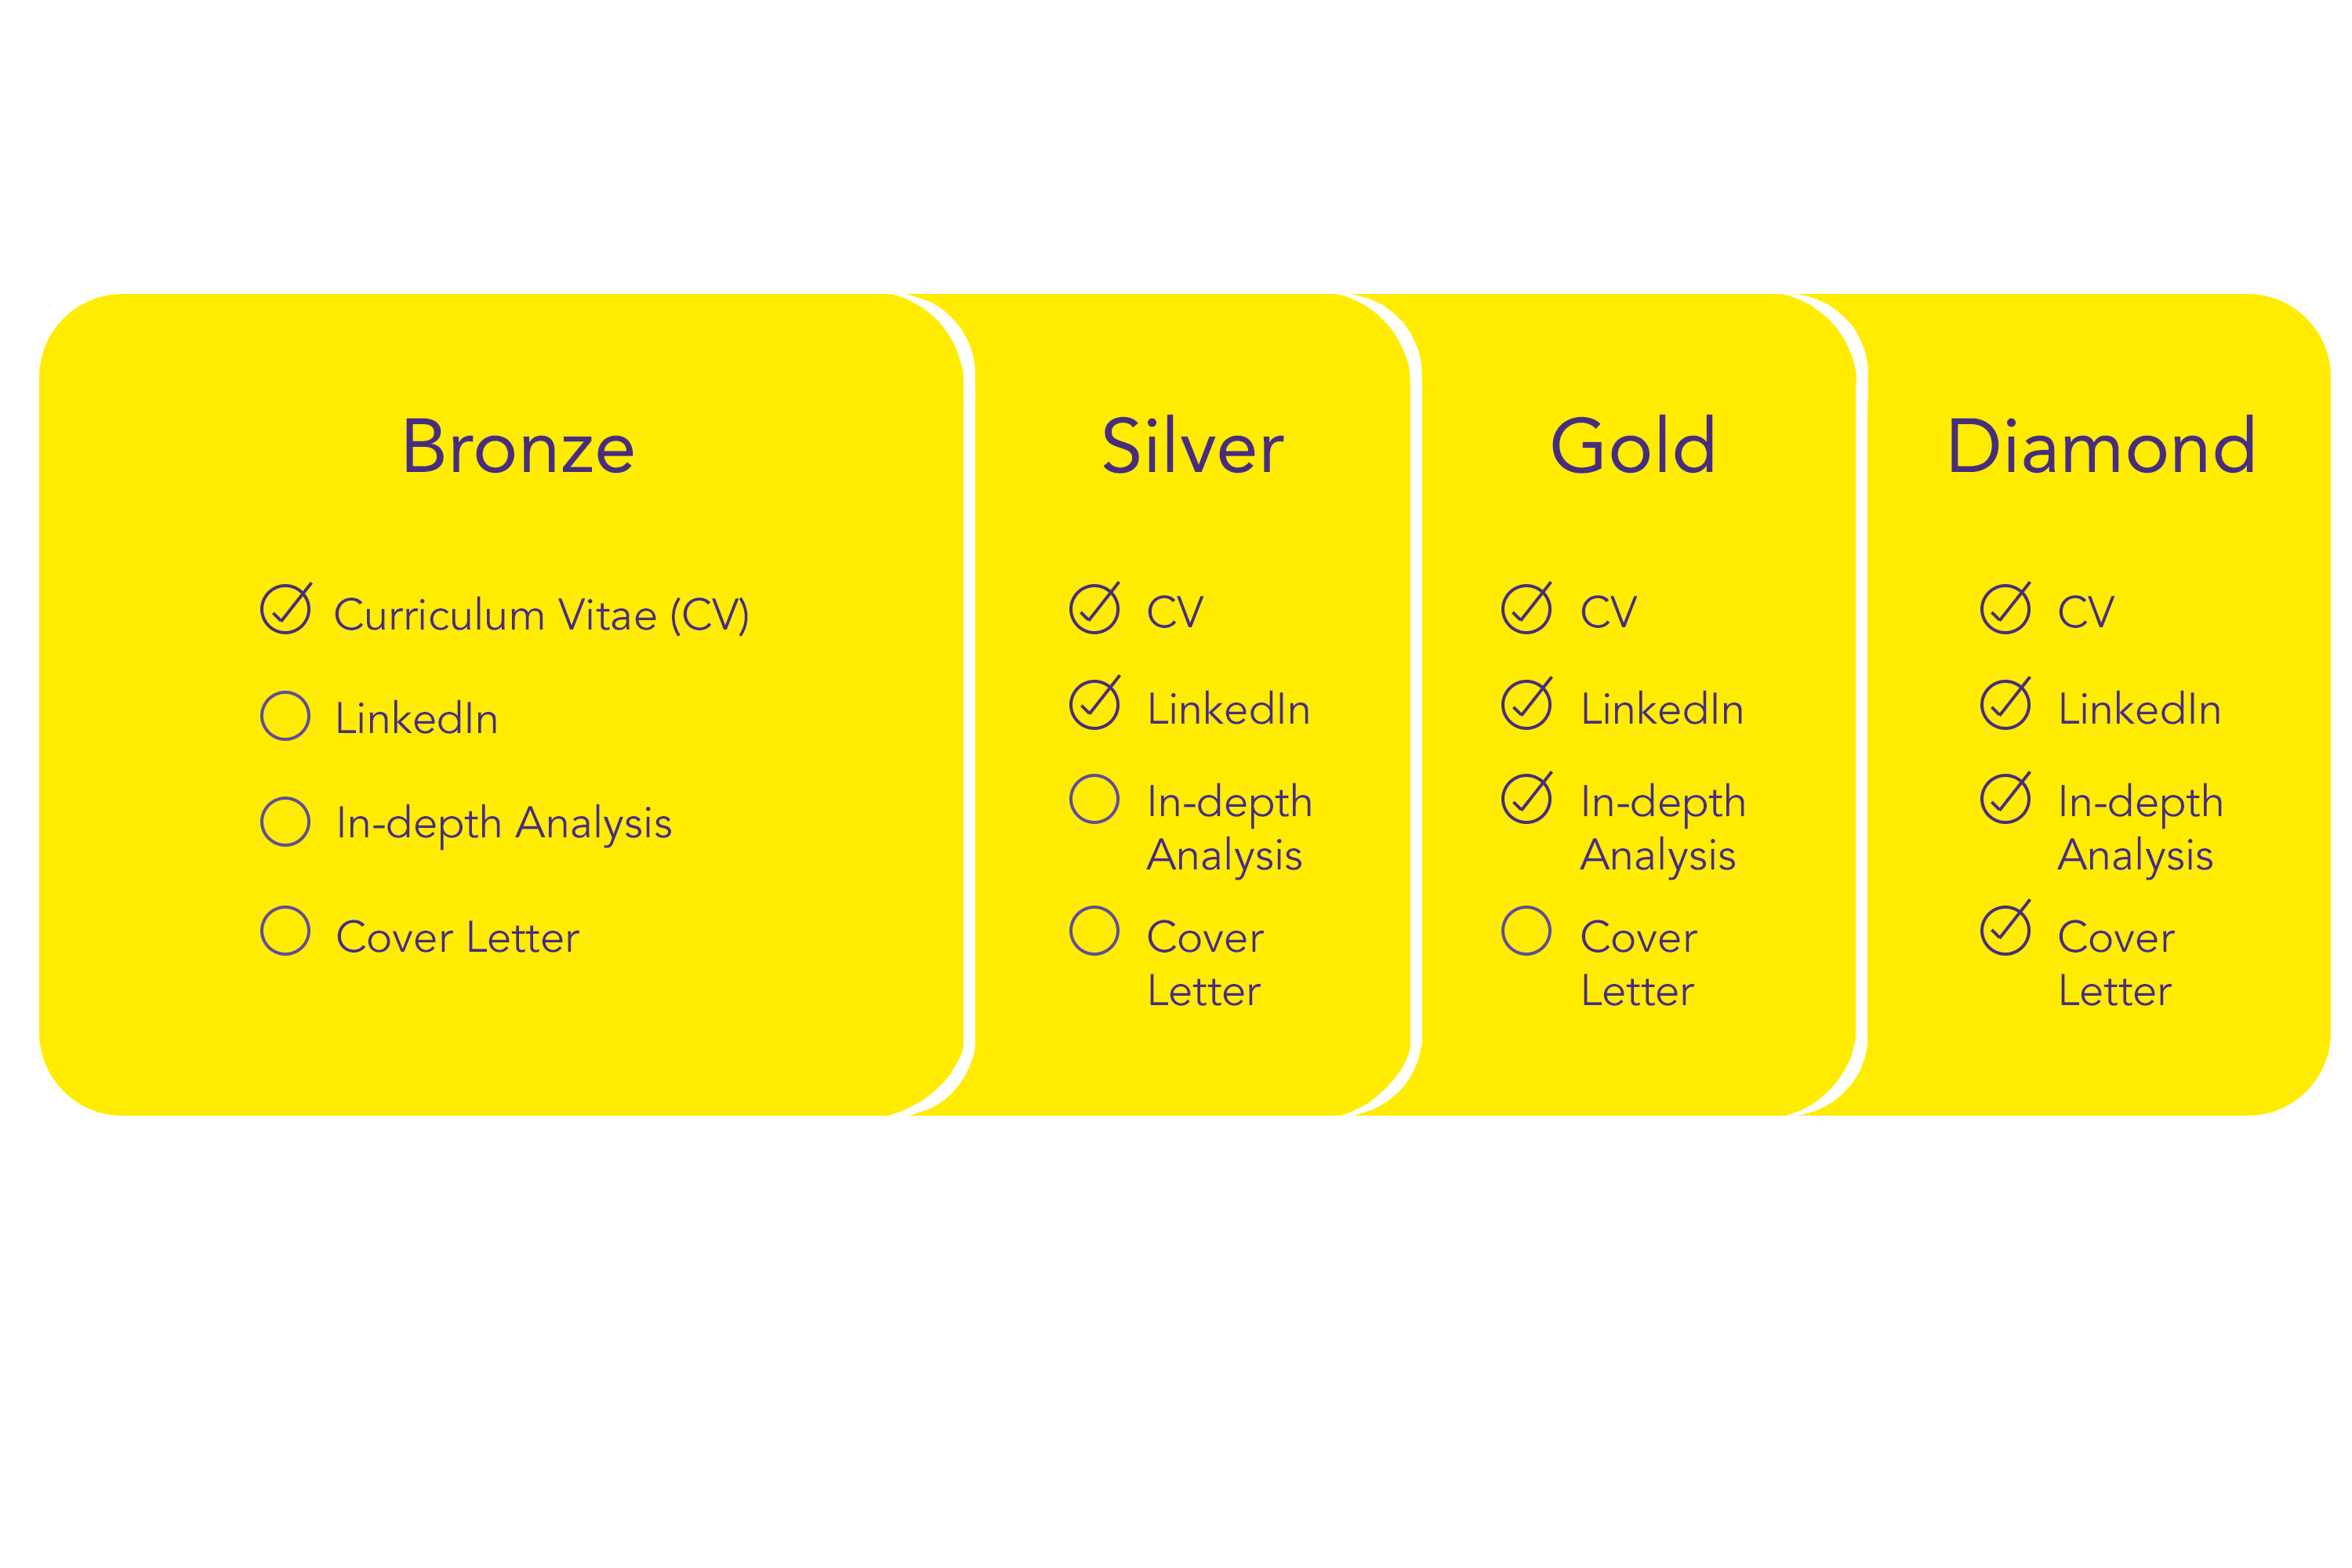 Bronze
Curriculum Vitae (CV)
LinkedIn
In-depth Analysis
Cover Letter
Silver
CV
LinkedIn
In-depth
Analysis
Cover
Letter
Gold
CV
LinkedIn
In-depth
Analysis
Cover
Letter
Diamond
CV
LinkedIn
In-depth
Analysis
Cover
Letter